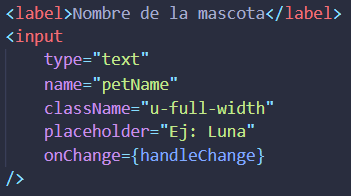 <label>Nombre de la mascota</label>
<input
    type="text"
    name="petName"
    className="u-full-width"
    placeholder="Ej: Luna"
    onChange={handleChange}
/>